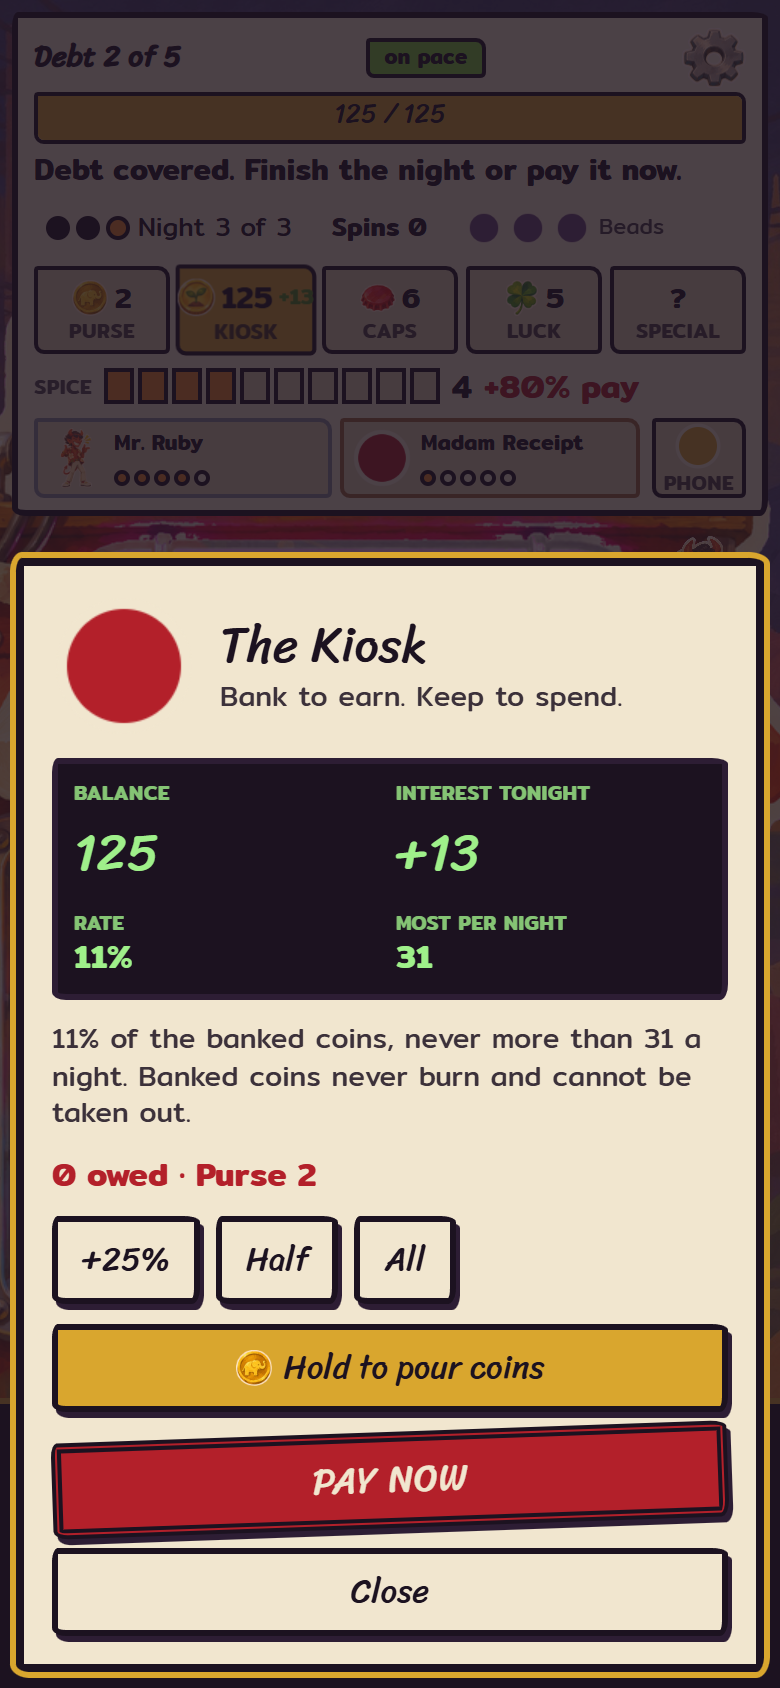 Debt 2 of 5
on pace
125 / 125
Debt covered. Finish the night or pay it now.
Night 3 of 3 Spins 0 Beads
2 125 +13 6 5 ?
PURSE KIOSK CAPS LUCK SPECIAL
SPICE 4 +80% pay
Mr. Ruby Madam Receipt
PHONE
The Kiosk
Bank to earn. Keep to spend.
BALANCE INTEREST TONIGHT
125 +13
RATE MOST PER NIGHT
11% 31
11% of the banked coins, never more than 31 a
night. Banked coins never burn and cannot be
taken out.
0 owed · Purse 2
+25% Half All
Hold to pour coins
PAY NOW
Close